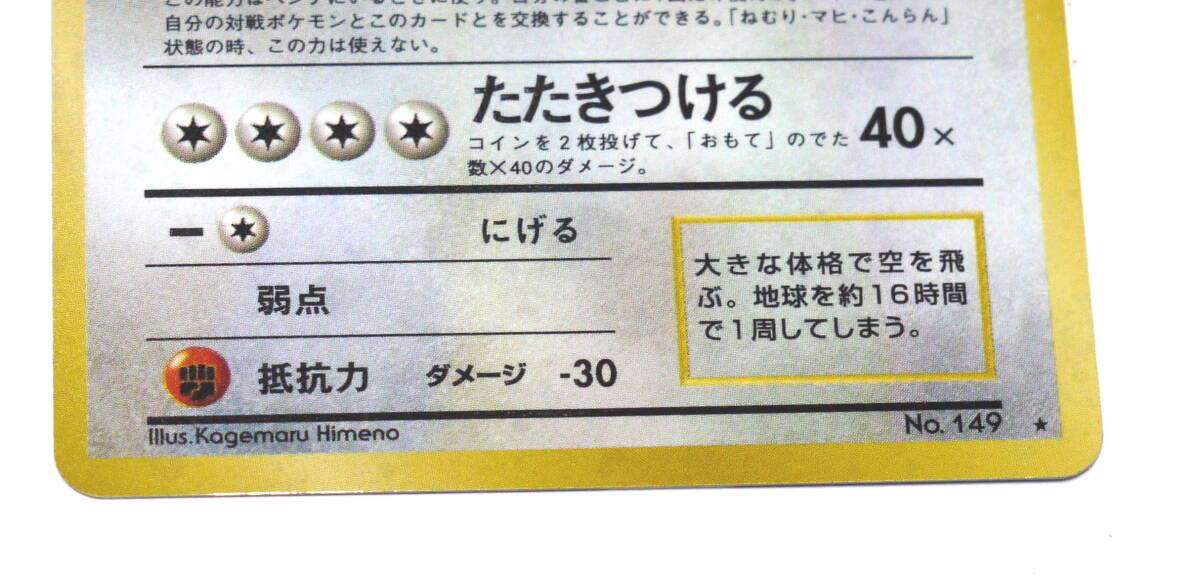 自分の対戦ポケモンとこのカードとを交換することができる。「ねむり・マヒ・こんらん」
状態の時、この力は使えない。
たたきつける
コインを2枚投げて、「おもて」のでた
数×40のダメージ。
40×
にげる
弱点
抵抗力 ダメージ -30
大きな体格で空を飛
ぶ。地球を約16時間
で1周してしまう。
Illus.Kagemaru Himeno
No. 149 ★